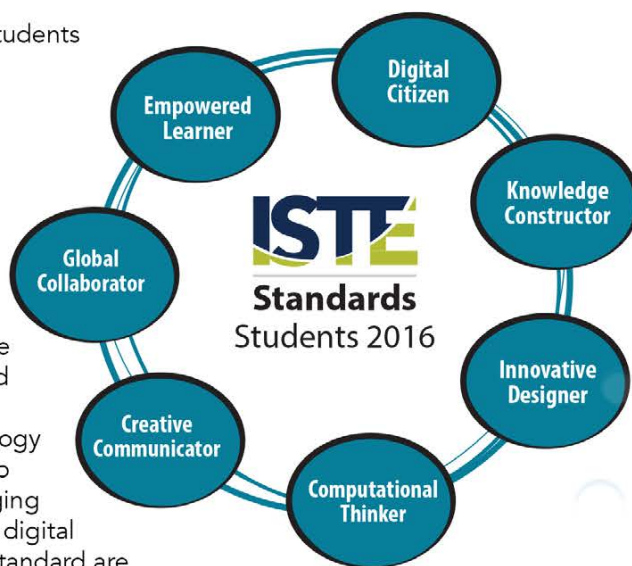 tudents
Digital
Citizen
Empowered
Learner
Knowledge
Constructor
ISTE
Standards
Students 2016
Global
Collaborator
Innovative
Designer
Creative
Communicator
Computational
Thinker
e
d
ogy
o
ging
digital
tandard are